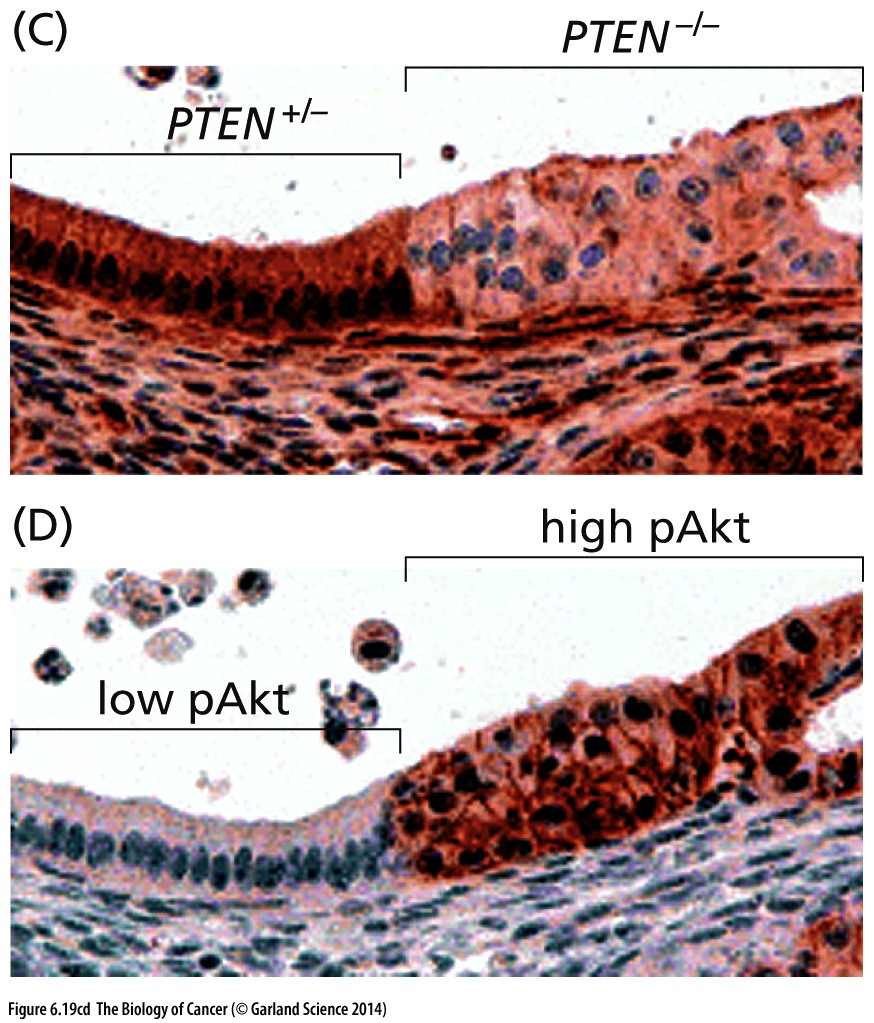 (C)
PTEN –/–
PTEN +/–
(D)
high pAkt
low pAkt
Figure 6.19cd The Biology of Cancer (© Garland Science 2014)